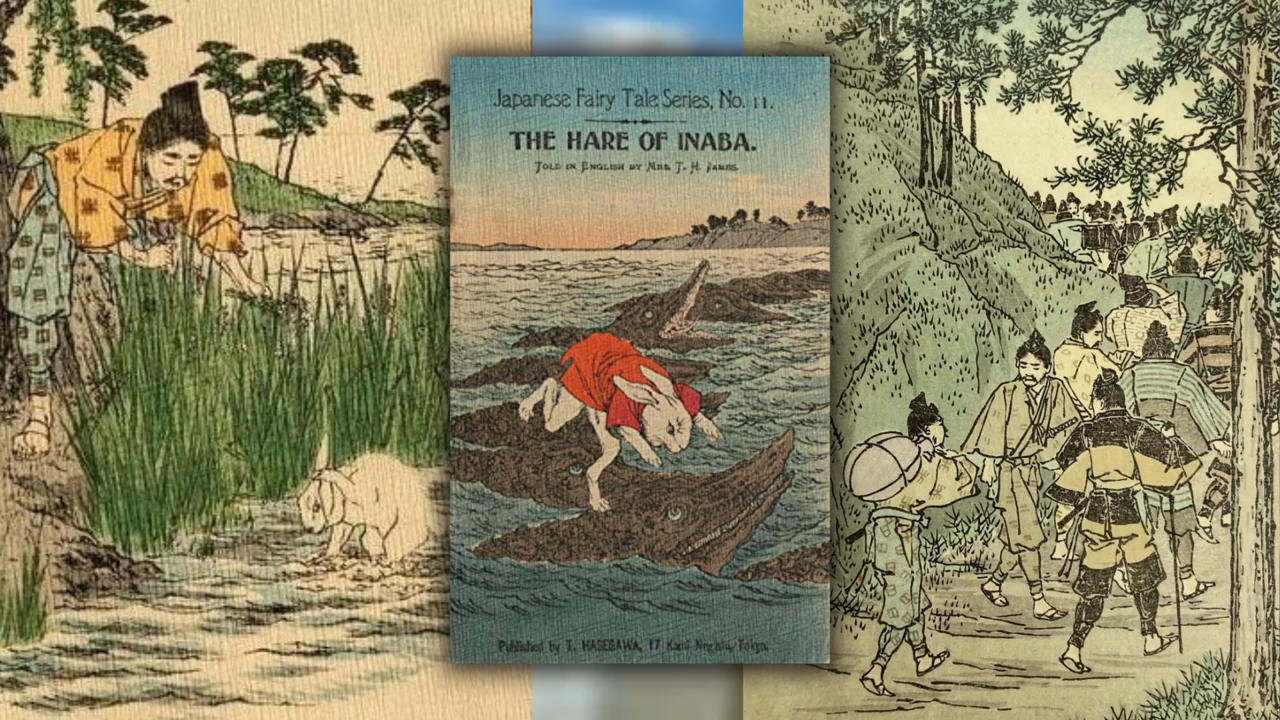 Japanese Fairy Tale Series, No. 11.
THE HARE OF INABA.
TOLD IN ENGLISH BY MRS. T. H. JAMES.
Published by T. HASEGAWA, 17 Kami Negishi, Tokyo.